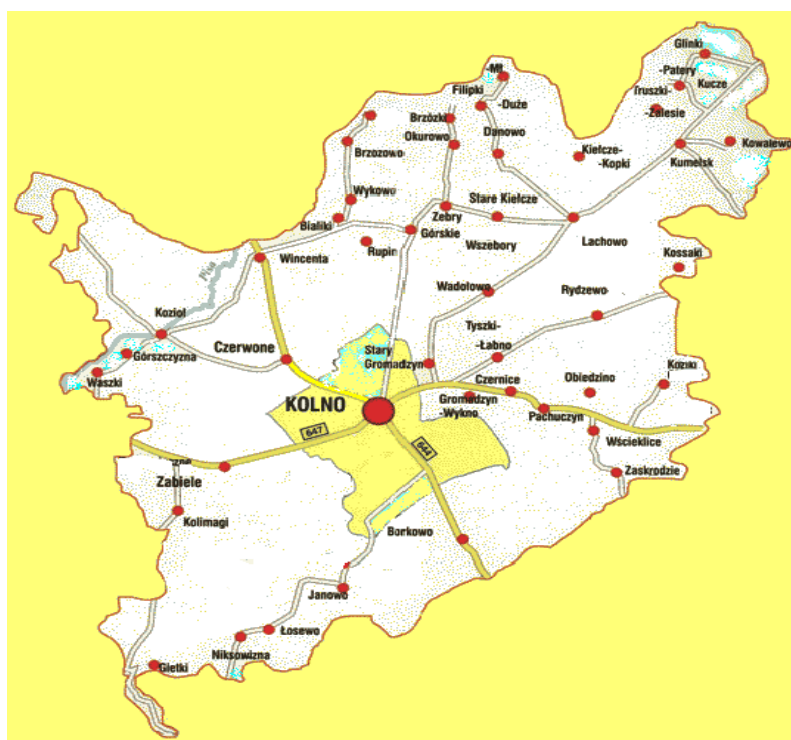 Glinki
-Mł.
-Patery
Kucze
Truszki-
Filipki
-Duże
-Zalesie
Brzózki
Okurowo
Danowo
Brzozowo
Kiełcze-
-Kopki
Kowalewo
Kumelsk
Wykowo
Stare Kiełcze
Zebry
Białiki
Górskie
Wszebory
Lachowo
Rupin
Kossaki
Wincenta
Pisa
Wadołowo
Rydzewo
Kozioł
Tyszki-
-Łabno
Czerwone
Stary
Gromadzyn
Górszczyzna
Waszki
Czernice
Obiedzino
Koziki
KOLNO
Gromadzyn
-Wykno
Pachuczyn
647
644
Wścieklice
Zabiele
Zaskrodzie
Kolimagi
Borkowo
Janowo
Łosewo
Niksowizna
Gietki